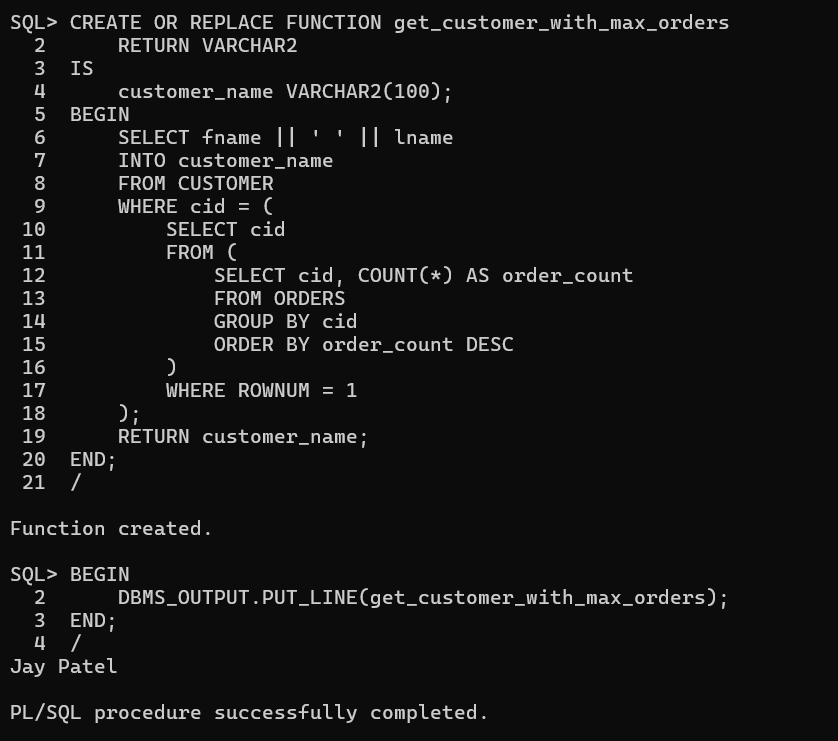 SQL> CREATE OR REPLACE FUNCTION get_customer_with_max_orders
  2      RETURN VARCHAR2
  3  IS
  4      customer_name VARCHAR2(100);
  5  BEGIN
  6      SELECT fname || ' ' || lname
  7      INTO customer_name
  8      FROM CUSTOMER
  9      WHERE cid = (
 10          SELECT cid
 11          FROM (
 12              SELECT cid, COUNT(*) AS order_count
 13              FROM ORDERS
 14              GROUP BY cid
 15              ORDER BY order_count DESC
 16          )
 17          WHERE ROWNUM = 1
 18      );
 19      RETURN customer_name;
 20  END;
 21  /

Function created.

SQL> BEGIN
  2      DBMS_OUTPUT.PUT_LINE(get_customer_with_max_orders);
  3  END;
  4  /
Jay Patel

PL/SQL procedure successfully completed.